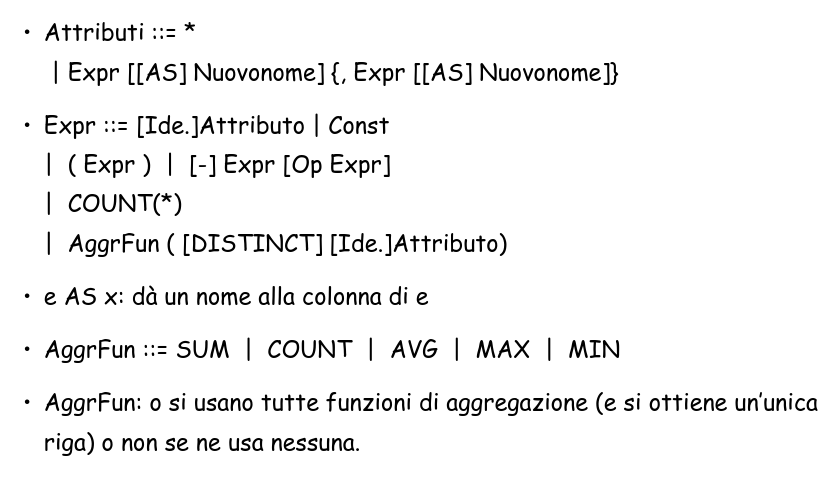 • Attributi ::= *
| Expr [[AS] Nuovonome] {, Expr [[AS] Nuovonome]}
• Expr ::= [Ide.]Attributo | Const
| ( Expr ) | [-] Expr [Op Expr]
| COUNT(*)
| AggrFun ( [DISTINCT] [Ide.]Attributo)
• e AS x: dà un nome alla colonna di e
• AggrFun ::= SUM | COUNT | AVG | MAX | MIN
• AggrFun: o si usano tutte funzioni di aggregazione (e si ottiene un’unica
riga) o non se ne usa nessuna.